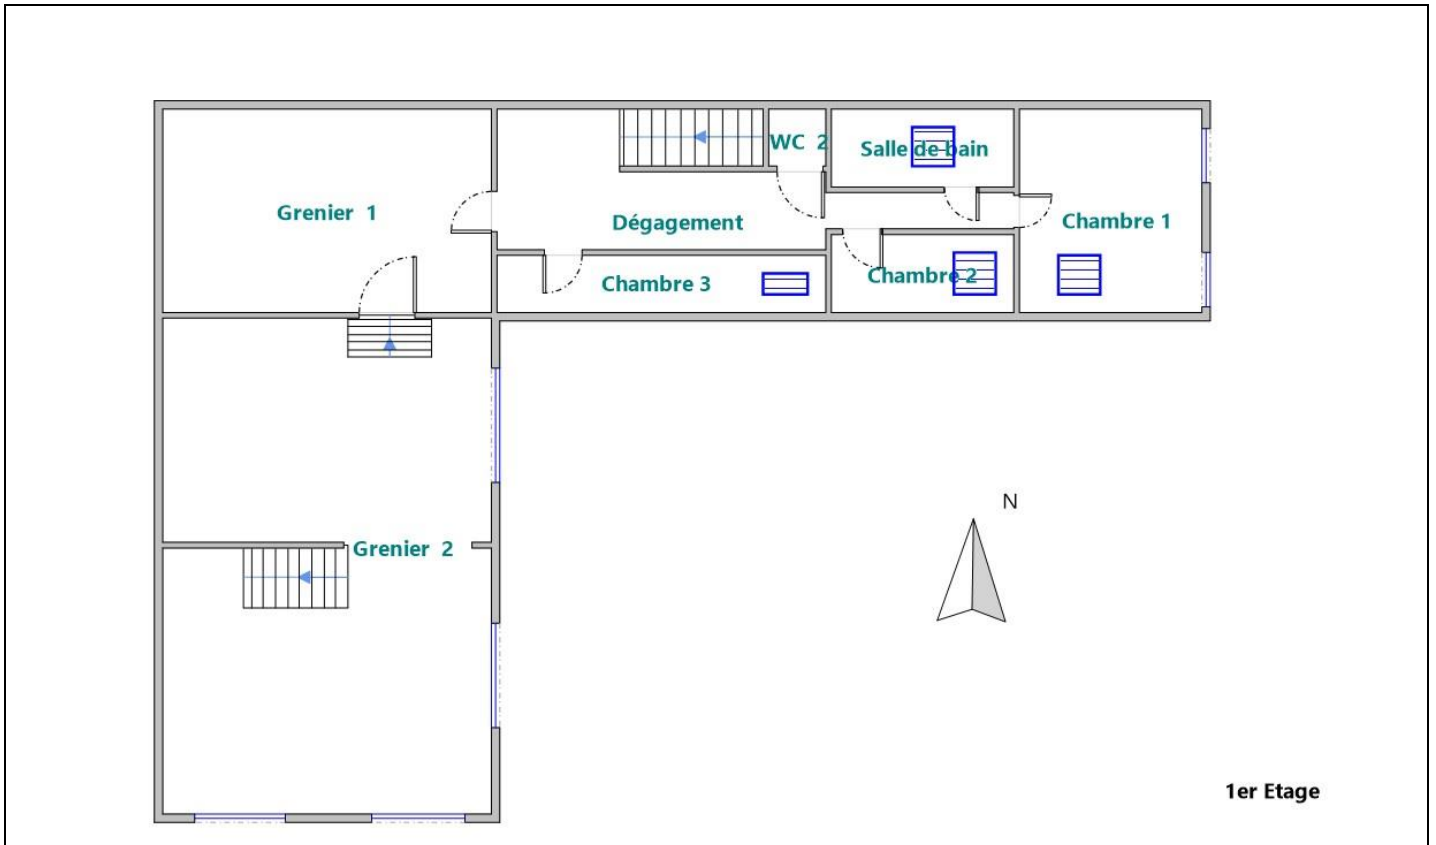 WC 2
Salle de bain
Grenier 1
Dégagement
Chambre 1
Chambre 3
Chambre 2
N
Grenier 2
1er Etage